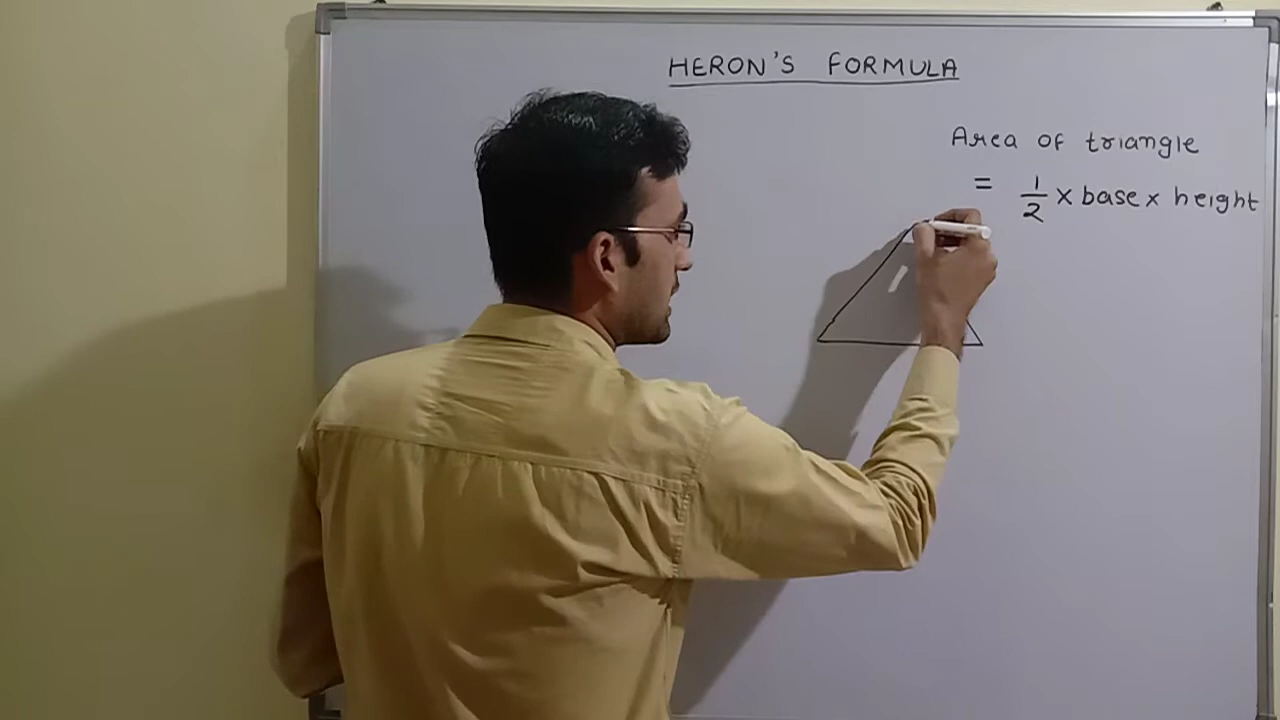 HERON'S FORMULA
Area of triangle
= 1/2 × base × height